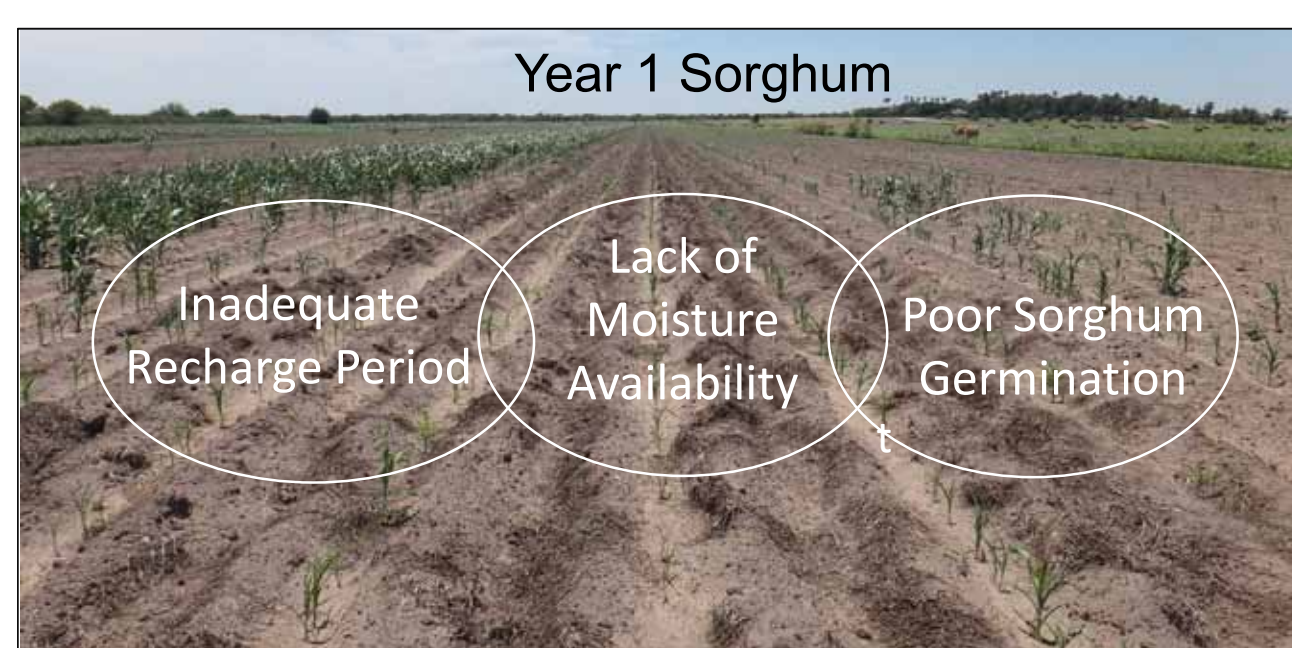 Year 1 Sorghum
Inadequate
Recharge Period
Lack of
Moisture
Availability
Poor Sorghum
Germination
t